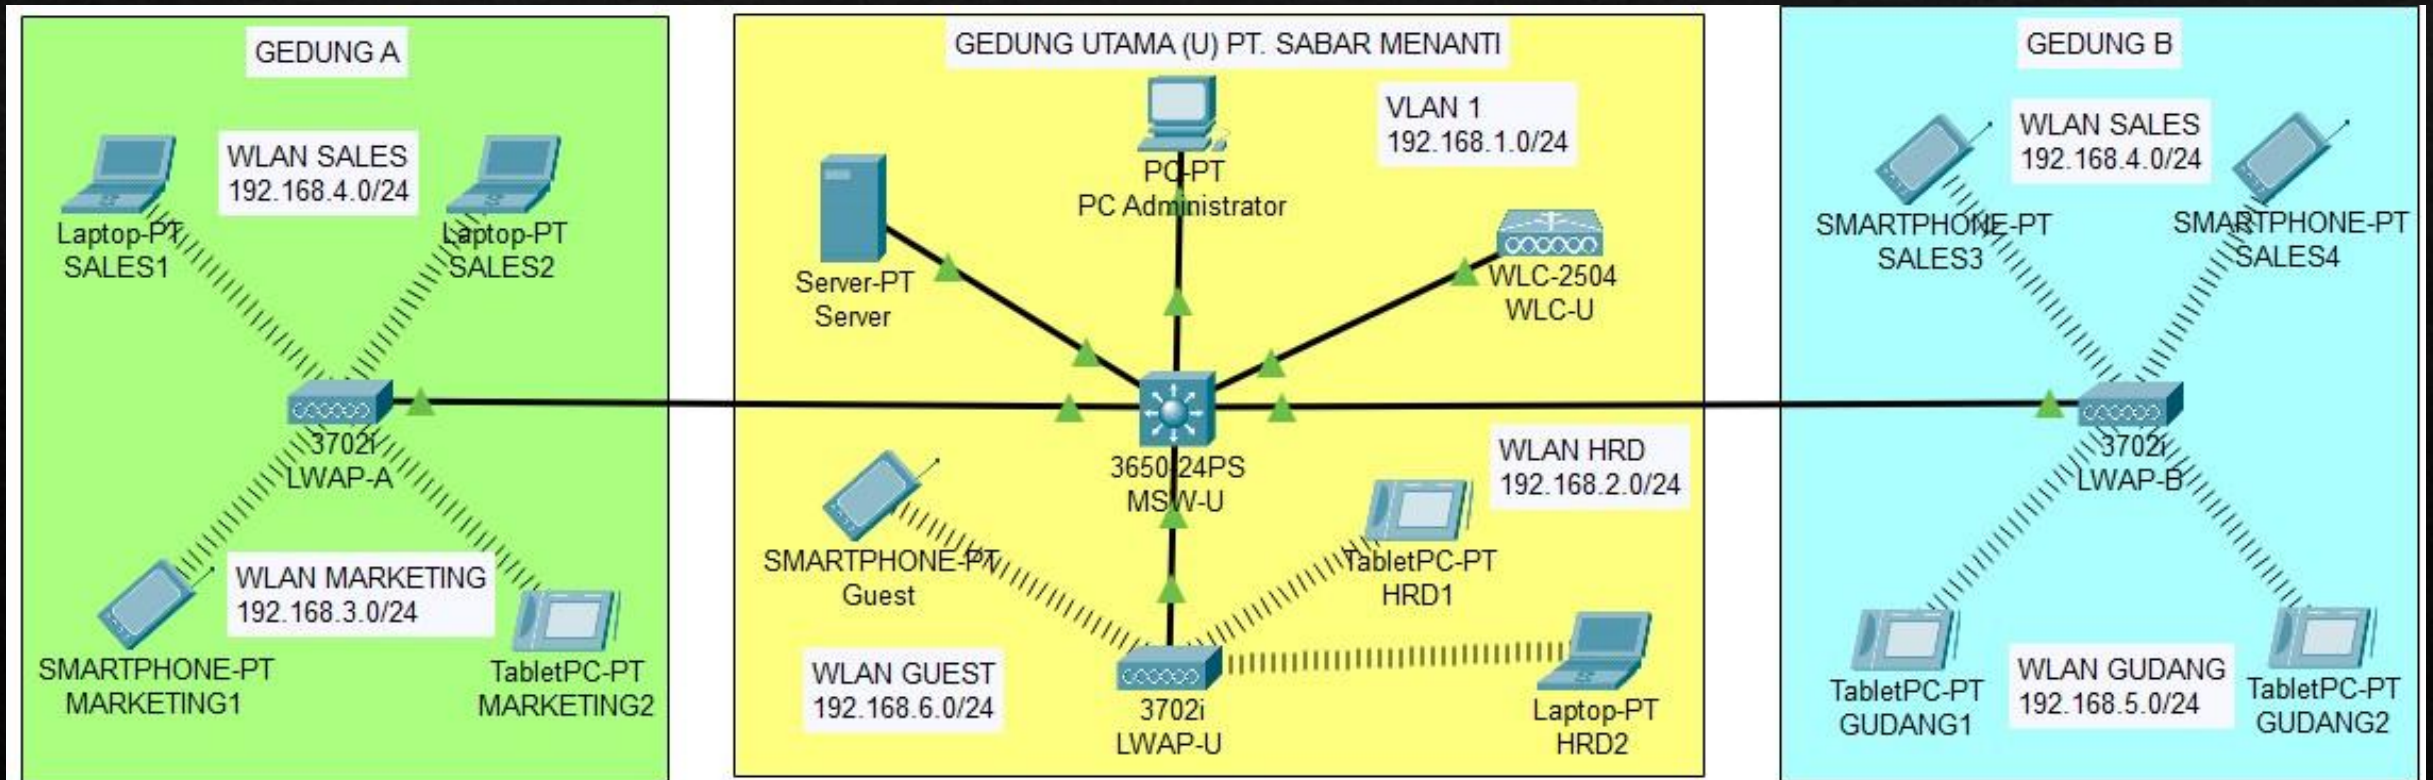 GEDUNG A
WLAN SALES
192.168.4.0/24
Laptop-PT
SALES1
Laptop-PT
SALES2
3702i
LWAP-A
WLAN MARKETING
192.168.3.0/24
SMARTPHONE-PT
MARKETING1
TabletPC-PT
MARKETING2
GEDUNG UTAMA (U) PT. SABAR MENANTI
VLAN 1
192.168.1.0/24
PC-PT
PC Administrator
Server-PT
Server
WLC-2504
WLC-U
3650-24PS
MSW-U
WLAN HRD
192.168.2.0/24
SMARTPHONE-PT
Guest
TabletPC-PT
HRD1
WLAN GUEST
192.168.6.0/24
3702i
LWAP-U
Laptop-PT
HRD2
GEDUNG B
WLAN SALES
192.168.4.0/24
SMARTPHONE-PT
SALES3
SMARTPHONE-PT
SALES4
3702i
LWAP-B
WLAN GUDANG
192.168.5.0/24
TabletPC-PT
GUDANG1
TabletPC-PT
GUDANG2